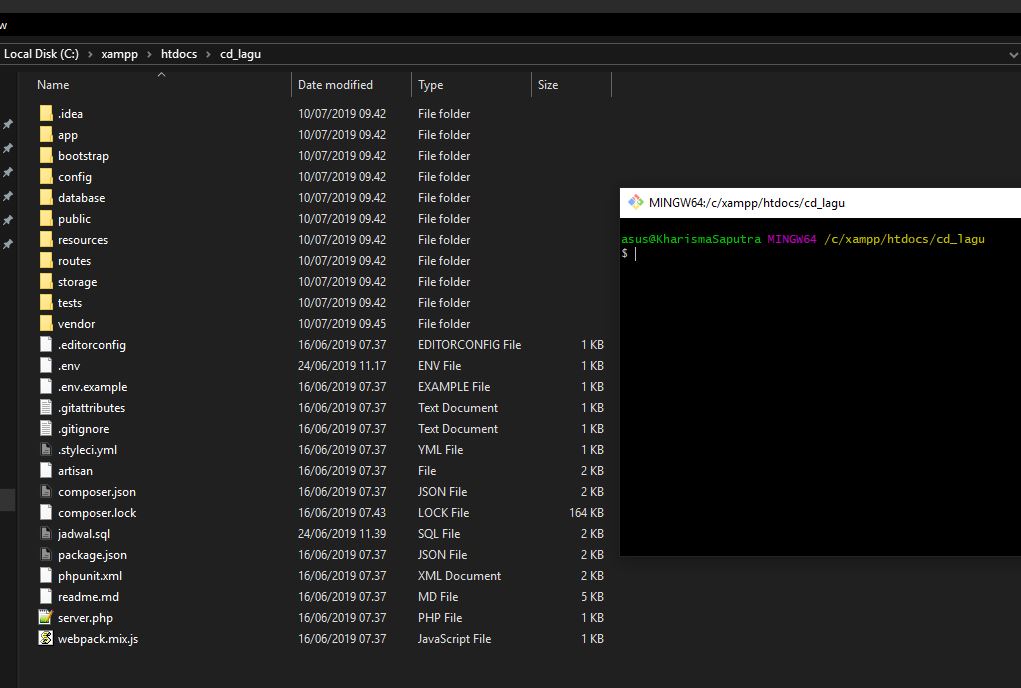 w
Local Disk (C:) > xampp > htdocs > cd_lagu
Name Date modified Type Size
.idea 10/07/2019 09.42 File folder
app 10/07/2019 09.42 File folder
bootstrap 10/07/2019 09.42 File folder
config 10/07/2019 09.42 File folder
database 10/07/2019 09.42 File folder
public 10/07/2019 09.42 File folder
resources 10/07/2019 09.42 File folder
routes 10/07/2019 09.42 File folder
storage 10/07/2019 09.42 File folder
tests 10/07/2019 09.42 File folder
vendor 10/07/2019 09.45 File folder
.editorconfig 16/06/2019 07.37 EDITORCONFIG File 1 KB
.env 24/06/2019 11.17 ENV File 1 KB
.env.example 16/06/2019 07.37 EXAMPLE File 1 KB
.gitattributes 16/06/2019 07.37 Text Document 1 KB
.gitignore 16/06/2019 07.37 Text Document 1 KB
.styleci.yml 16/06/2019 07.37 YML File 1 KB
artisan 16/06/2019 07.37 File 2 KB
composer.json 16/06/2019 07.37 JSON File 2 KB
composer.lock 16/06/2019 07.43 LOCK File 164 KB
jadwal.sql 24/06/2019 11.39 SQL File 2 KB
package.json 16/06/2019 07.37 JSON File 2 KB
phpunit.xml 16/06/2019 07.37 XML Document 2 KB
readme.md 16/06/2019 07.37 MD File 5 KB
server.php 16/06/2019 07.37 PHP File 1 KB
webpack.mix.js 16/06/2019 07.37 JavaScript File 1 KB
MINGW64:/c/xampp/htdocs/cd_lagu
asus@KharismaSaputra MINGW64 /c/xampp/htdocs/cd_lagu
$